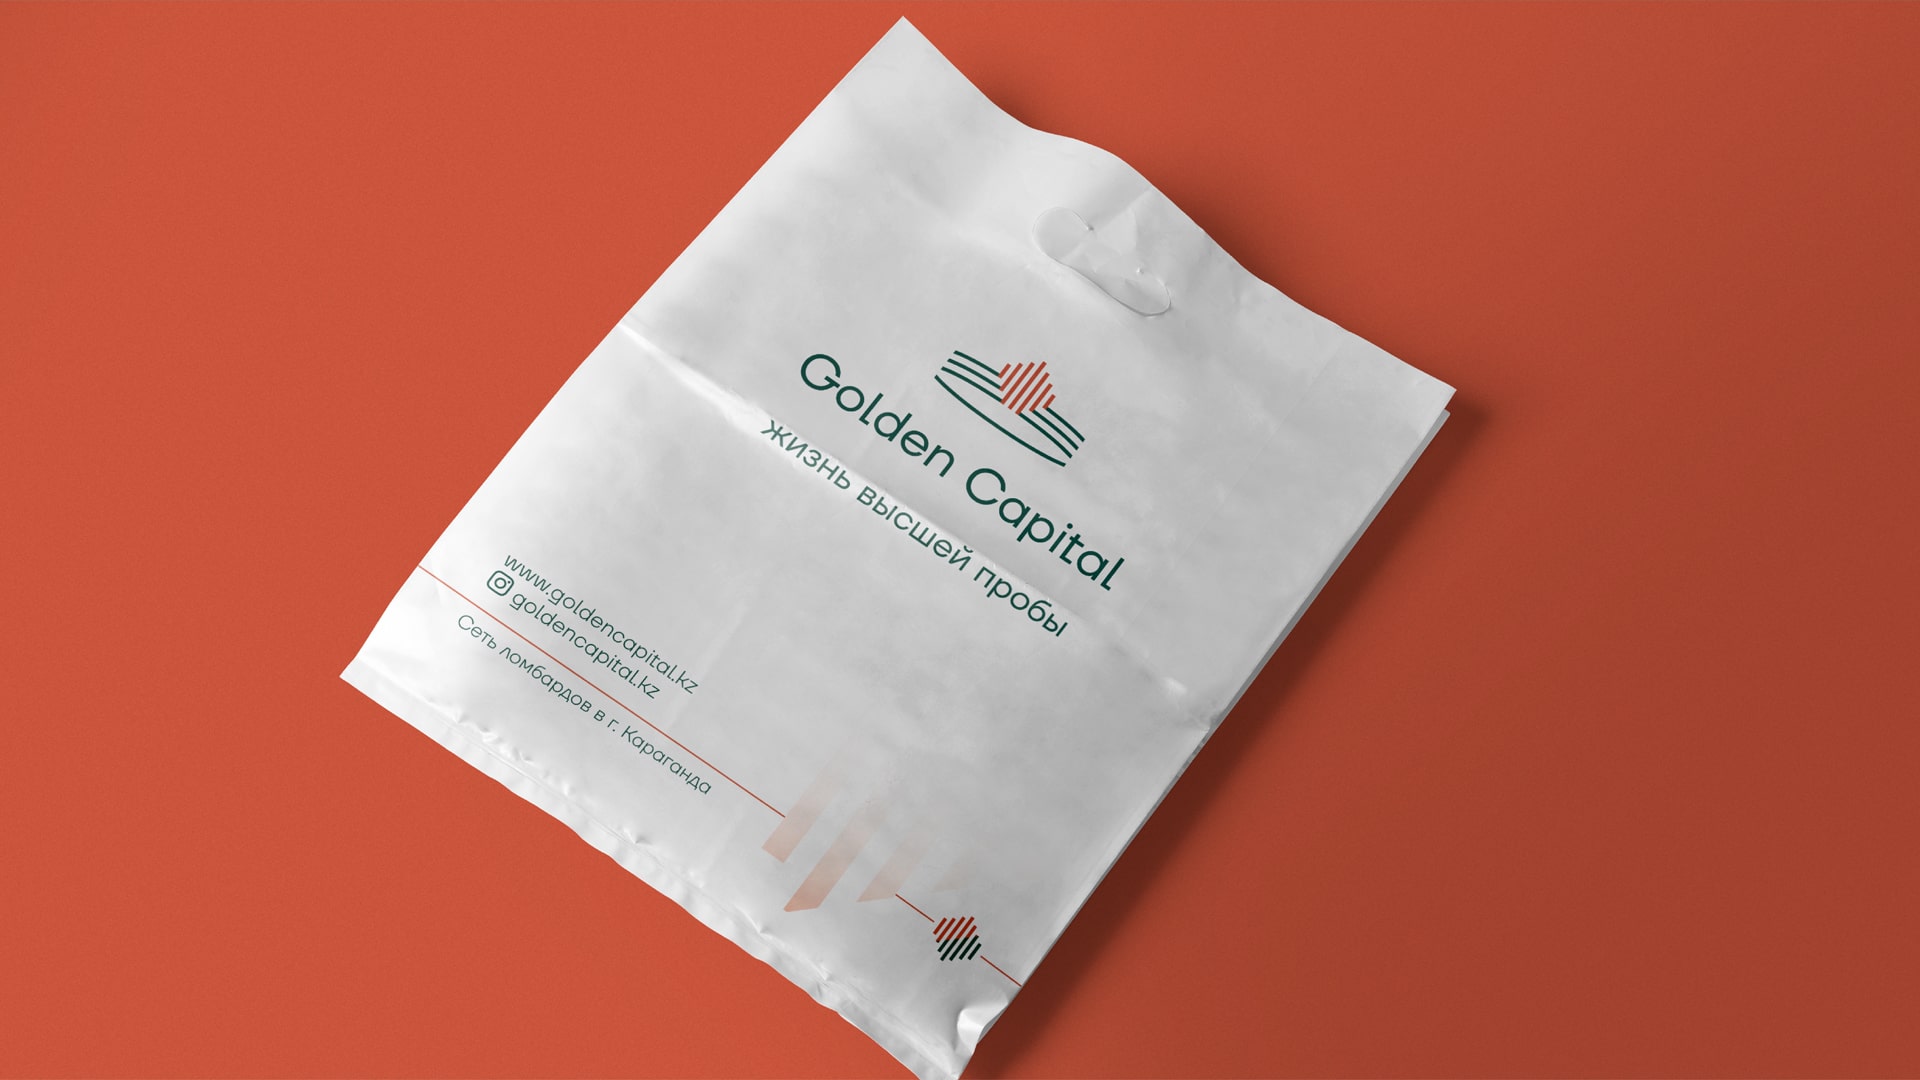 Golden Capital
жизнь высшей пробы
www.goldencapital.kz
goldencapital.kz
Сеть ломбардов в г. Караганда